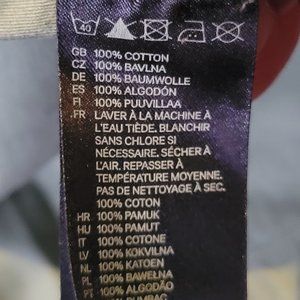 40
GB 100% COTTON
CZ 100% BAVLNA
DE 100% BAUMWOLLE
ES 100% ALGODÓN
FI 100% PUUVILLAA
FR LAVER À LA MACHINE À
L'EAU TIÈDE. BLANCHIR
SANS CHLORE SI
NÉCESSAIRE. SÉCHER À
L'AIR. REPASSER À
TEMPÉRATURE MOYENNE.
PAS DE NETTOYAGE À SEC.
100% COTON
HR 100% PAMUK
HU 100% PAMUT
IT 100% COTONE
LV 100% KOKVILNA
NL 100% KATOEN
PL 100% BAWEŁNA
PT 100% ALGODÃO
100% BUMBAC